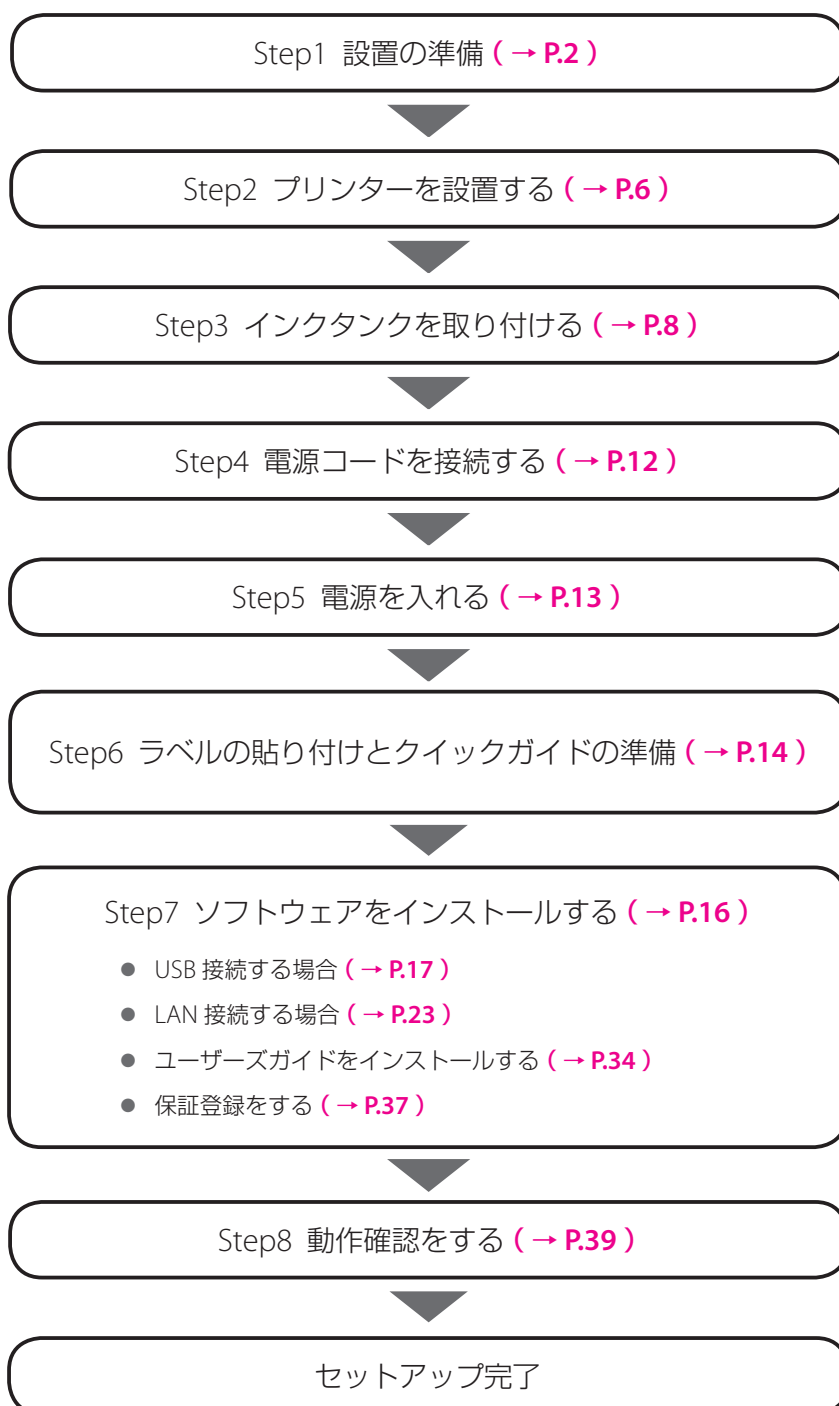 Step1 設置の準備 ( → P.2 )
Step2 プリンターを設置する ( → P.6 )
Step3 インクタンクを取り付ける ( → P.8 )
Step4 電源コードを接続する ( → P.12 )
Step5 電源を入れる ( → P.13 )
Step6 ラベルの貼り付けとクイックガイドの準備 ( → P.14 )
Step7 ソフトウェアをインストールする ( → P.16 )
● USB 接続する場合 ( → P.17 )
● LAN 接続する場合 ( → P.23 )
● ユーザーズガイドをインストールする ( → P.34 )
● 保証登録をする ( → P.37 )
Step8 動作確認をする ( → P.39 )
セットアップ完了